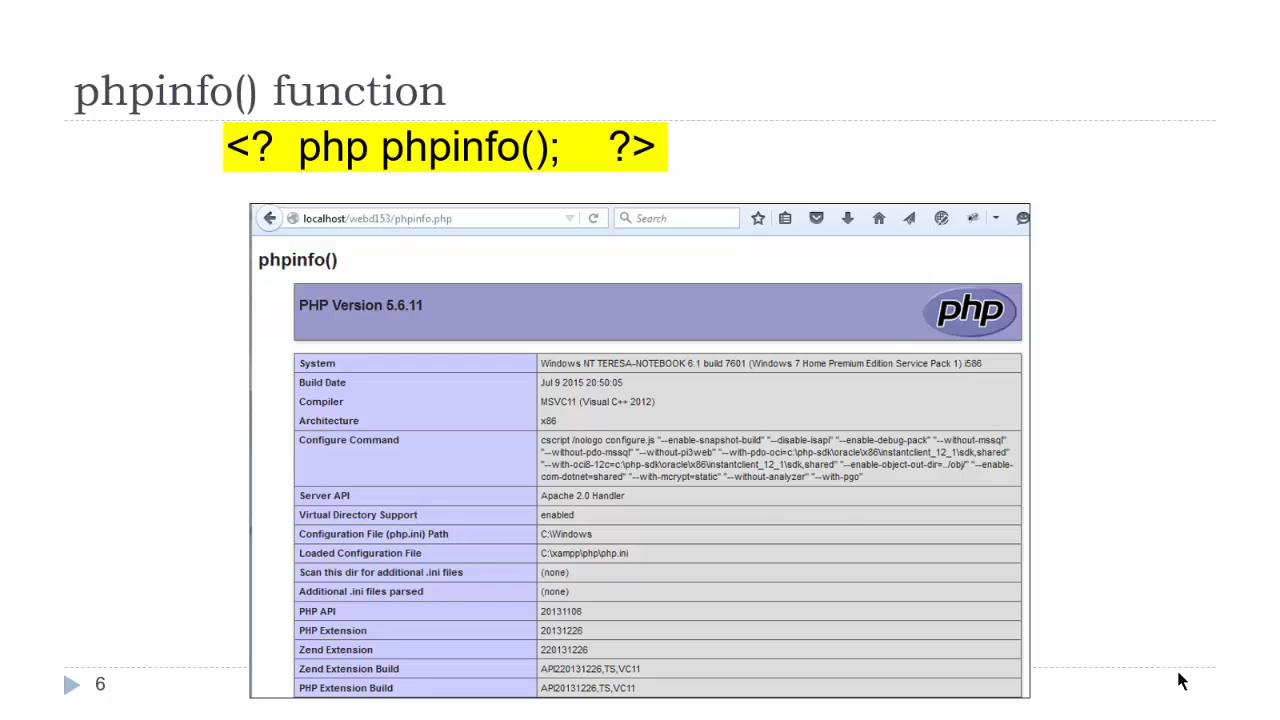 phpinfo() function
<? php phpinfo(); ?>
localhost/webd153/phpinfo.php
Search
phpinfo()
PHP Version 5.6.11
php
System Windows NT TERESA-NOTEBOOK 6.1 build 7601 (Windows 7 Home Premium Edition Service Pack 1) i586
Build Date Jul 9 2015 20:50:05
Compiler MSVC11 (Visual C++ 2012)
Architecture x86
Configure Command cscript /nologo configure.js "--enable-snapshot-build" "--disable-isapi" "--enable-debug-pack" "--without-mssql"
"--without-pdo-mssql" "--without-pi3web" "--with-pdo-oci=c:\php-sdk\oracle\x86\instantclient_12_1\sdk,shared"
"--with-oci8-12c=c:\php-sdk\oracle\x86\instantclient_12_1\sdk,shared" "--enable-object-out-dir=../obj/" "--enable-
com-dotnet=shared" "--with-mcrypt=static" "--without-analyzer" "--with-pgo"
Server API Apache 2.0 Handler
Virtual Directory Support enabled
Configuration File (php.ini) Path C:\Windows
Loaded Configuration File C:\xampp\php\php.ini
Scan this dir for additional .ini files (none)
Additional .ini files parsed (none)
PHP API 20131106
PHP Extension 20131226
Zend Extension 220131226
Zend Extension Build API220131226,TS,VC11
PHP Extension Build API20131226,TS,VC11
6